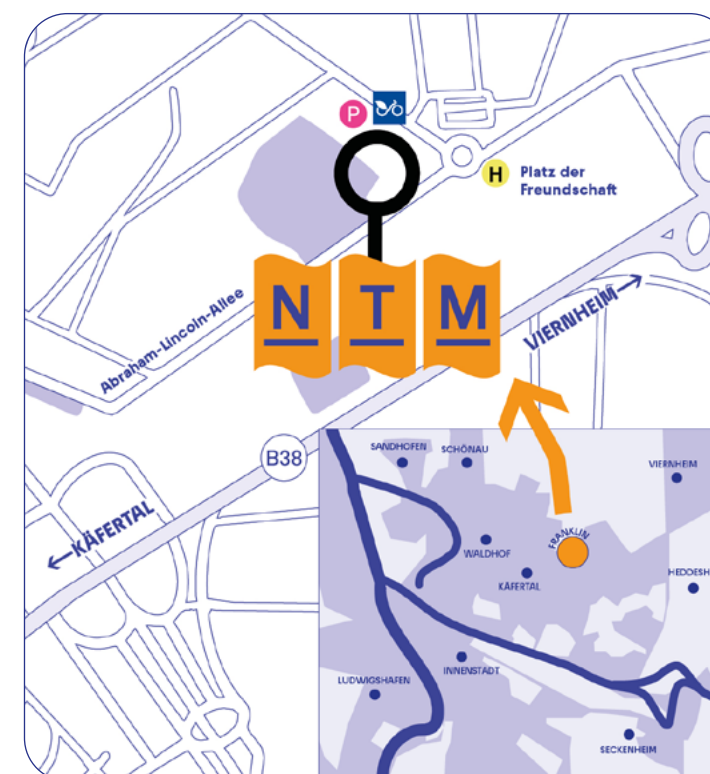 P
H
Platz der
Freundschaft
N T M
Abraham-Lincoln-Allee
VIERNHEIM
B38
KÄFERTAL
SANDHOFEN
SCHÖNAU
VIERNHEIM
FRANKLIN
WALDHOF
KÄFERTAL
HEDDESH
INNENSTADT
LUDWIGSHAFEN
SECKENHEIM